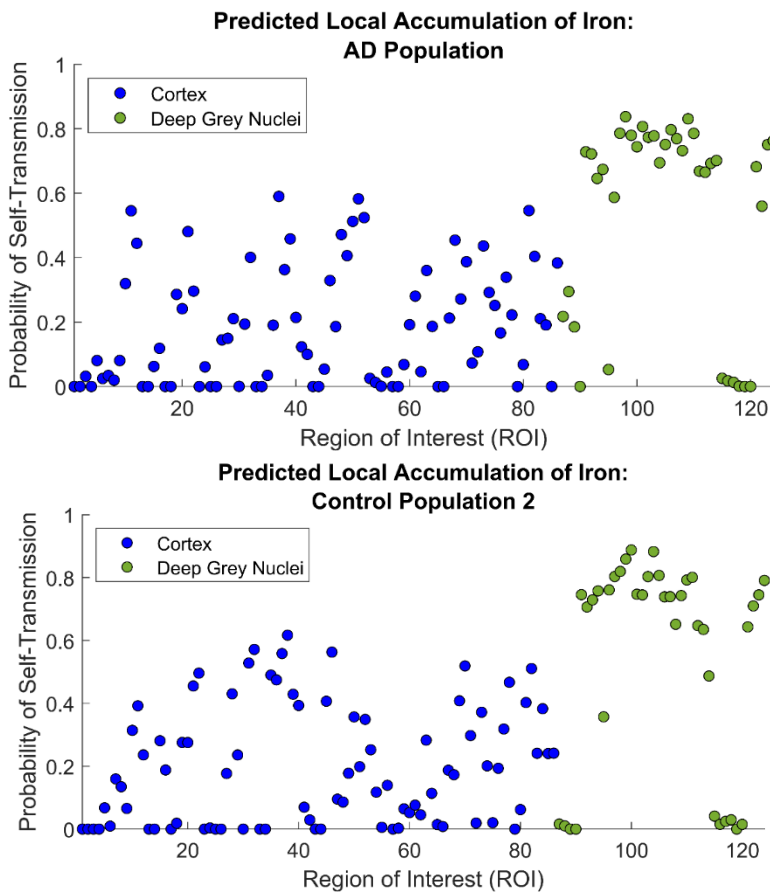 Predicted Local Accumulation of Iron:
AD Population
Probability of Self-Transmission
1
0.8
0.6
0.4
0.2
0
Cortex
Deep Grey Nuclei
20
40
60
80
100
120
Region of Interest (ROI)
Predicted Local Accumulation of Iron:
Control Population 2
Probability of Self-Transmission
1
0.8
0.6
0.4
0.2
0
Cortex
Deep Grey Nuclei
20
40
60
80
100
120
Region of Interest (ROI)